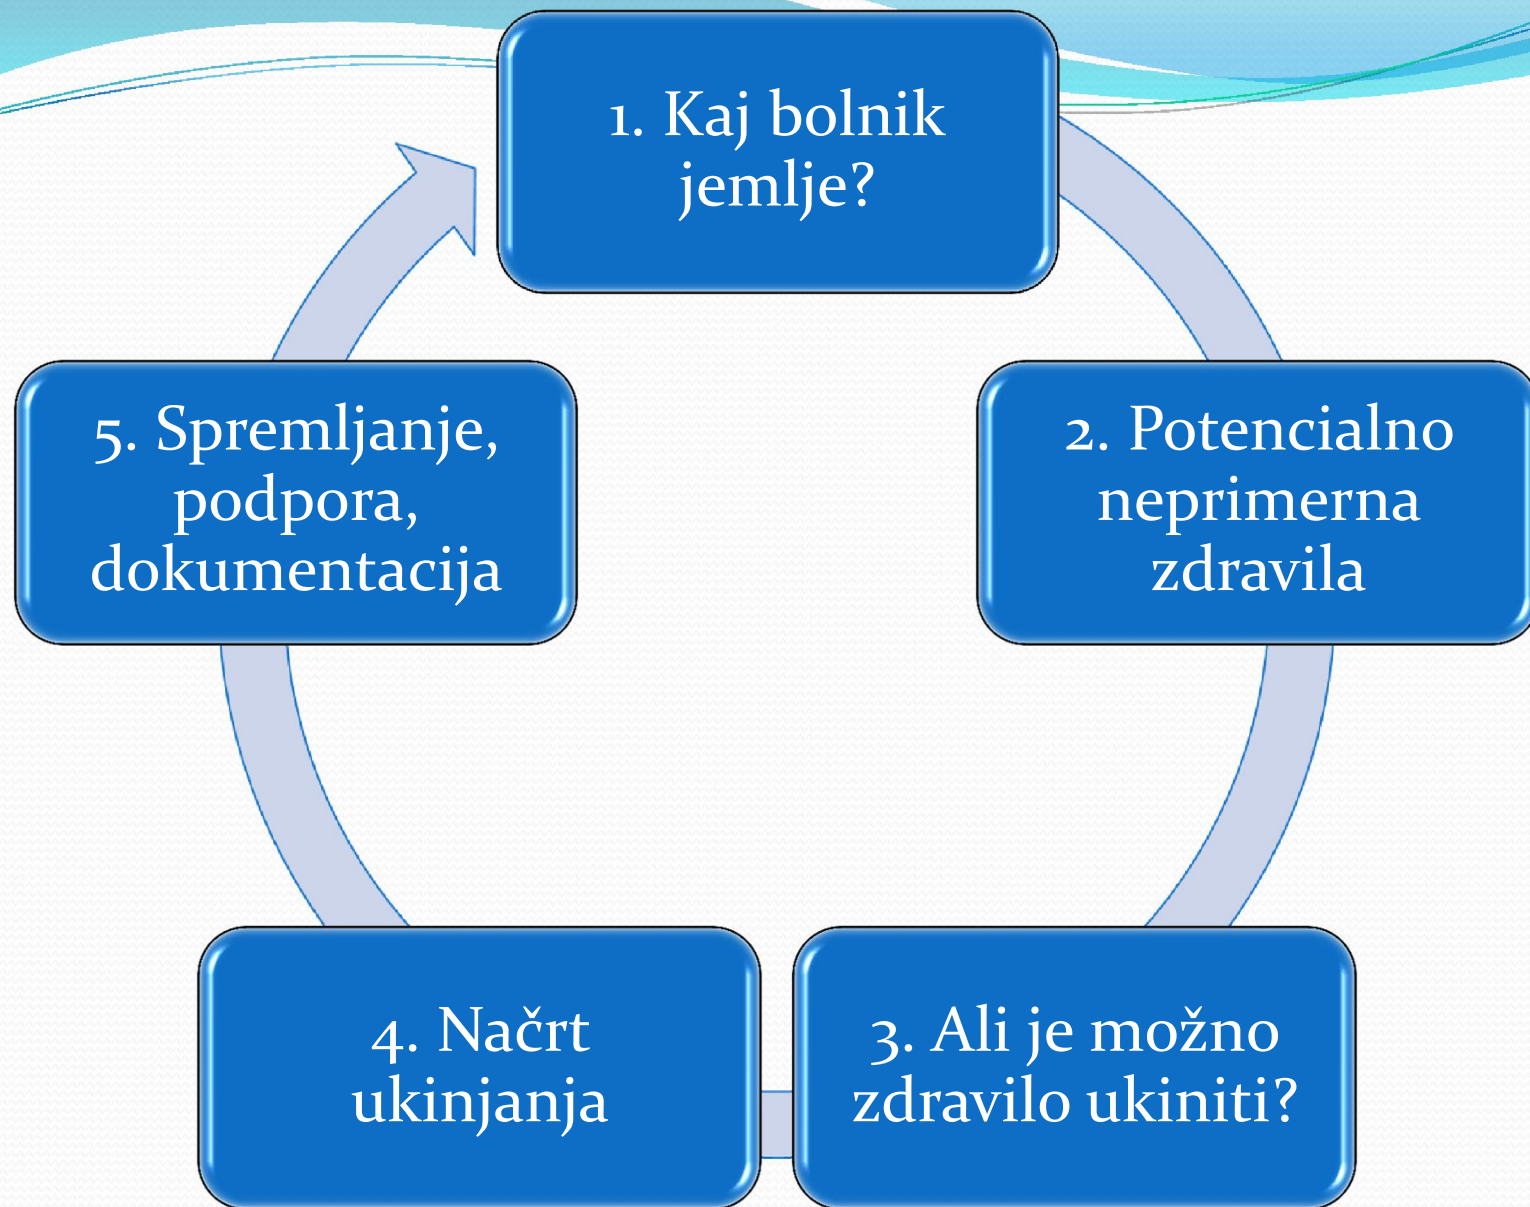 1. Kaj bolnik
jemlje?
2. Potencialno
neprimerna
zdravila
3. Ali je možno
zdravilo ukiniti?
4. Načrt
ukinjanja
5. Spremljanje,
podpora,
dokumentacija